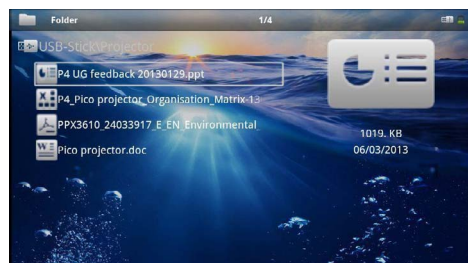 Folder 1/4
USB-Stick\Projector
P4 UG feedback 20130129.ppt
P4_Pico projector_Organisation_Matrix-13
PPX3610_24033917_E_EN_Environmental
Pico projector.doc
1019. KB
06/03/2013